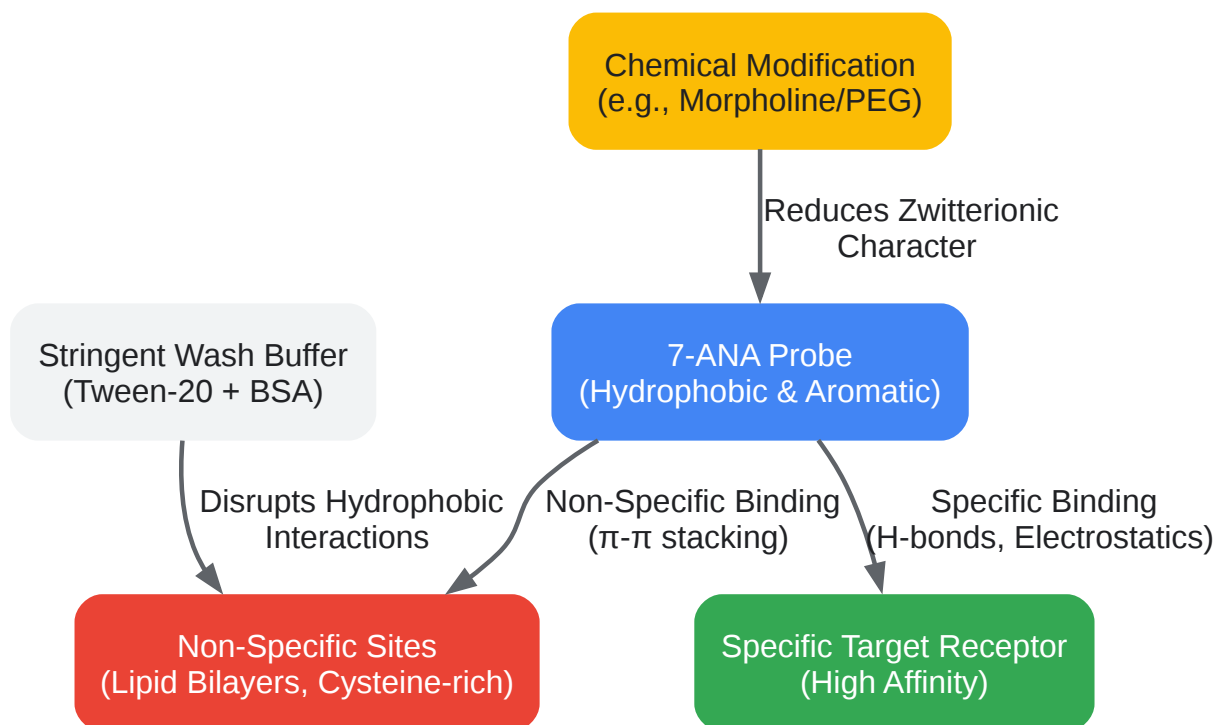 Chemical Modification
(e.g., Morpholine/PEG)
Reduces Zwitterionic
Character
Stringent Wash Buffer
(Tween-20 + BSA)
7-ANA Probe
(Hydrophobic & Aromatic)
Disrupts Hydrophobic
Interactions
Non-Specific Binding
(π-π stacking)
Specific Binding
(H-bonds, Electrostatics)
Non-Specific Sites
(Lipid Bilayers, Cysteine-rich)
Specific Target Receptor
(High Affinity)